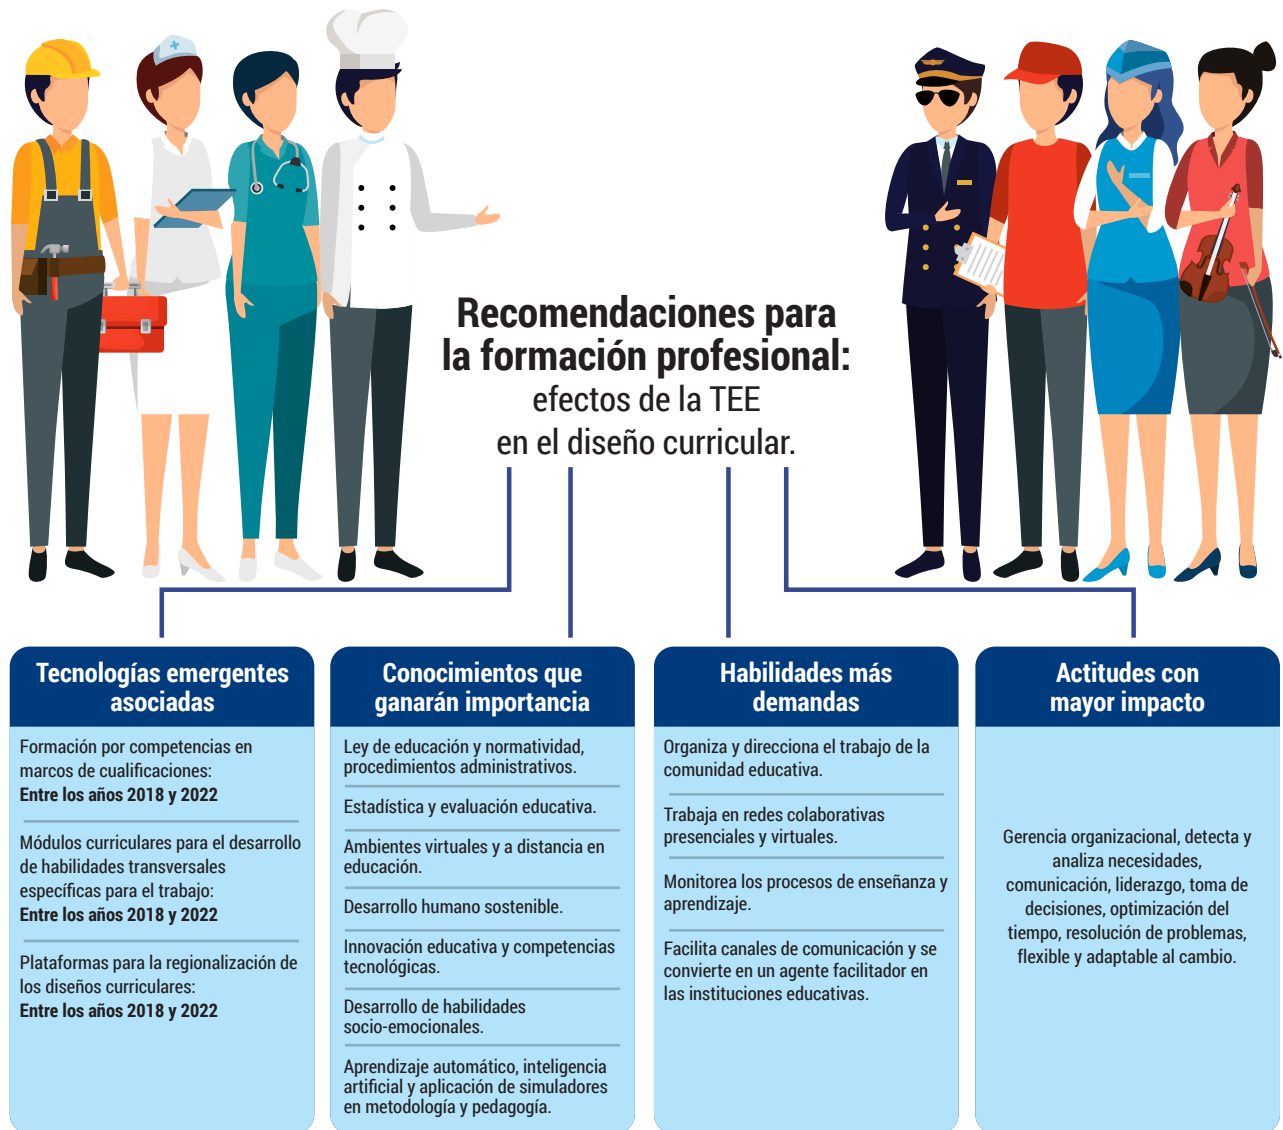 Recomendaciones para
la formación profesional:
efectos de la TEE
en el diseño curricular.
Tecnologías emergentes
asociadas
Formación por competencias en
marcos de cualificaciones:
Entre los años 2018 y 2022
Módulos curriculares para el desarrollo
de habilidades transversales
específicas para el trabajo:
Entre los años 2018 y 2022
Plataformas para la regionalización de
los diseños curriculares:
Entre los años 2018 y 2022
Conocimientos que
ganarán importancia
Ley de educación y normatividad,
procedimientos administrativos.
Estadística y evaluación educativa.
Ambientes virtuales y a distancia en
educación.
Desarrollo humano sostenible.
Innovación educativa y competencias
tecnológicas.
Desarrollo de habilidades
socio-emocionales.
Aprendizaje automático, inteligencia
artificial y aplicación de simuladores
en metodología y pedagogía.
Habilidades más
demandas
Organiza y direcciona el trabajo de la
comunidad educativa.
Trabaja en redes colaborativas
presenciales y virtuales.
Monitorea los procesos de enseñanza y
aprendizaje.
Facilita canales de comunicación y se
convierte en un agente facilitador en
las instituciones educativas.
Actitudes con
mayor impacto
Gerencia organizacional, detecta y
analiza necesidades,
comunicación, liderazgo, toma de
decisiones, optimización del
tiempo, resolución de problemas,
flexible y adaptable al cambio.